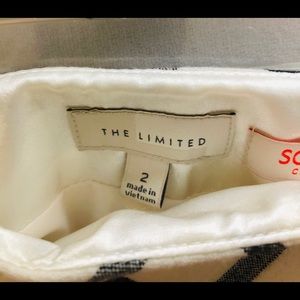 THE LIMITED
2
made in
vietnam